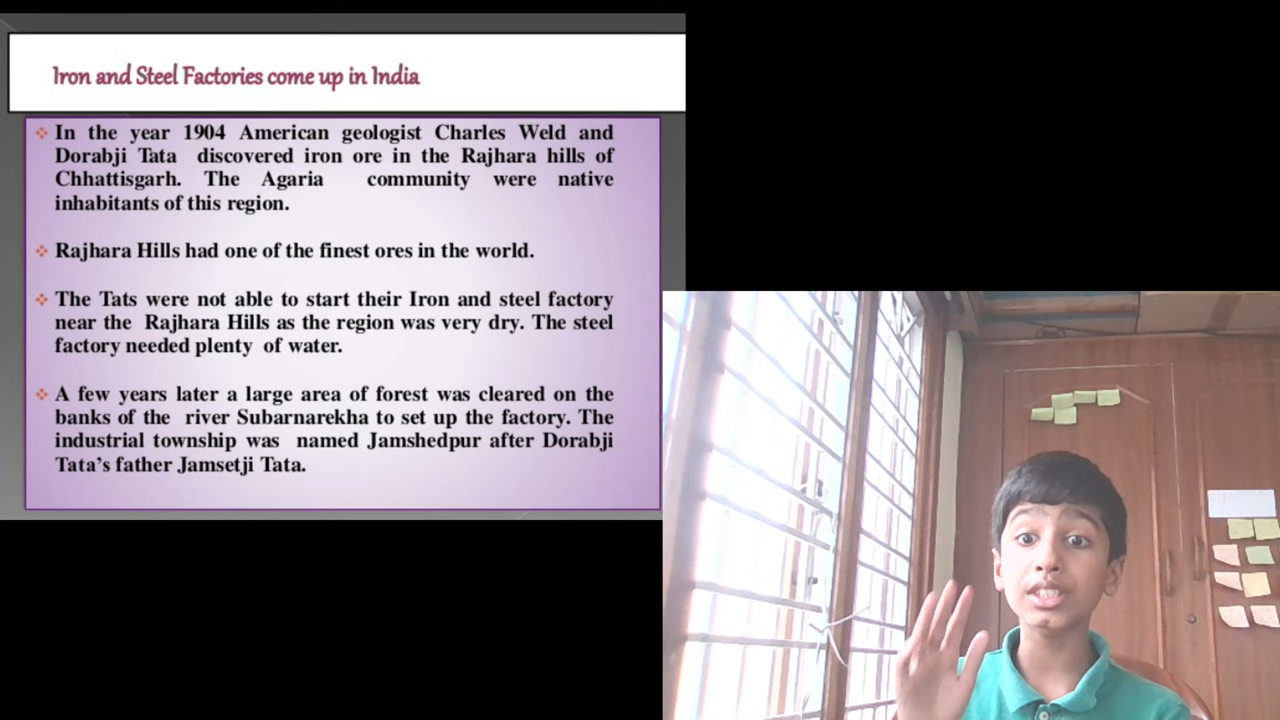 Iron and Steel Factories come up in India
In the year 1904 American geologist Charles Weld and
Dorabji Tata discovered iron ore in the Rajhara hills of
Chhattisgarh. The Agaria community were native
inhabitants of this region.
Rajhara Hills had one of the finest ores in the world.
The Tats were not able to start their Iron and steel factory
near the Rajhara Hills as the region was very dry. The steel
factory needed plenty of water.
A few years later a large area of forest was cleared on the
banks of the river Subarnarekha to set up the factory. The
industrial township was named Jamshedpur after Dorabji
Tata's father Jamsetji Tata.